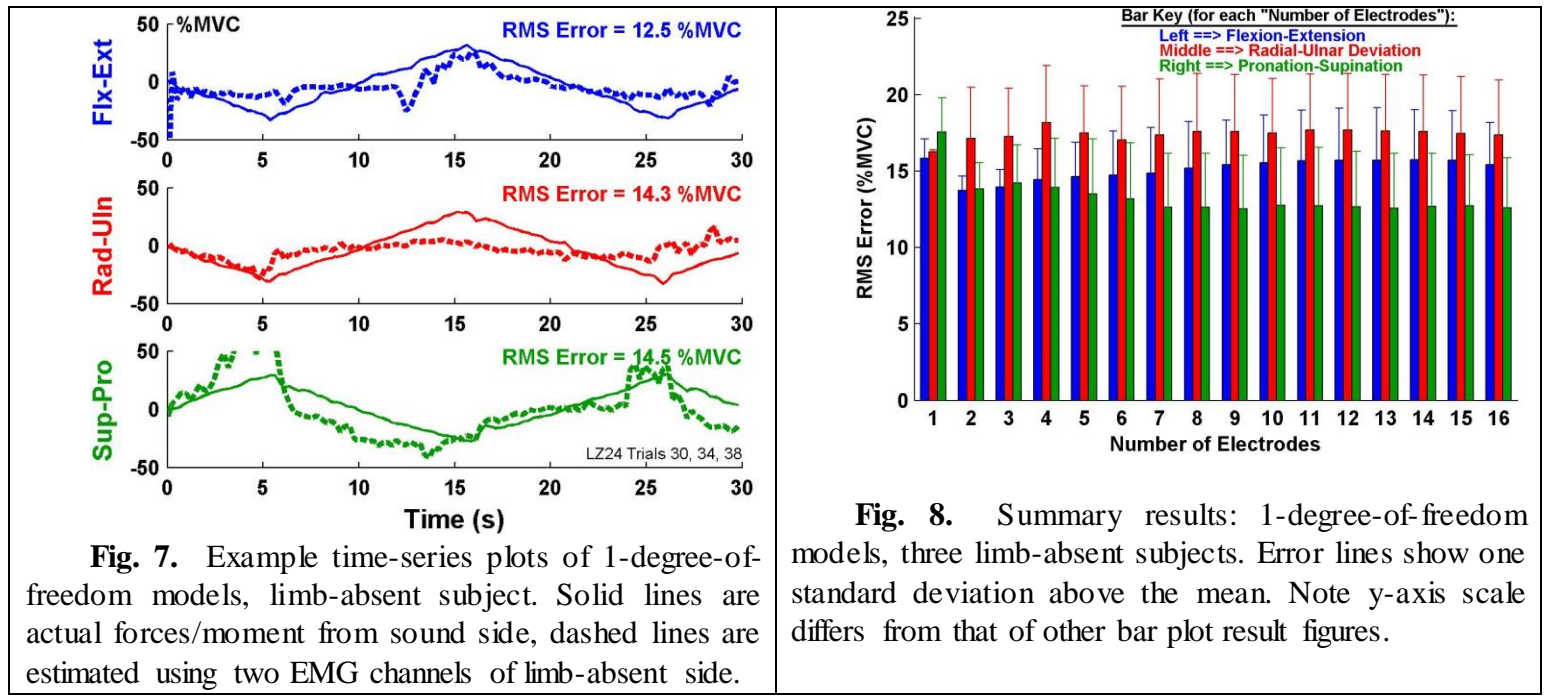 %MVC
RMS Error = 12.5 %MVC
Flx-Ext
50
0
-50
0 5 10 15 20 25 30
RMS Error = 14.3 %MVC
Rad-Uln
50
0
-50
0 5 10 15 20 25 30
RMS Error = 14.5 %MVC
Sup-Pro
50
0
-50
LZ24 Trials 30, 34, 38
0 5 10 15 20 25 30
Time (s)
Fig. 7. Example time-series plots of 1-degree-of-
freedom models, limb-absent subject. Solid lines are
actual forces/moment from sound side, dashed lines are
estimated using two EMG channels of limb-absent side.
Bar Key (for each "Number of Electrodes"):
Left ==> Flexion-Extension
Middle ==> Radial-Ulnar Deviation
Right ==> Pronation-Supination
RMS Error (%MVC)
25
20
15
10
5
0
1 2 3 4 5 6 7 8 9 10 11 12 13 14 15 16
Number of Electrodes
Fig. 8. Summary results: 1-degree-of-freedom
models, three limb-absent subjects. Error lines show one
standard deviation above the mean. Note y-axis scale
differs from that of other bar plot result figures.